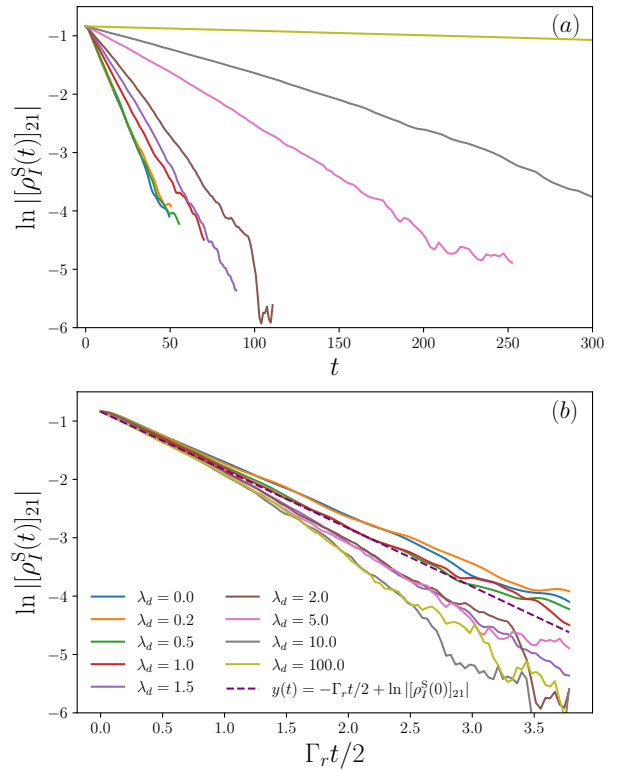 (a)
−1
−2
−3
−4
−5
−6
ln |[ρ_I^S(t)]_21|
0 50 100 150 200 250 300
t
(b)
−1
−2
−3
−4
−5
−6
ln |[ρ_I^S(t)]_21|
λ_d = 0.0 λ_d = 2.0
λ_d = 0.2 λ_d = 5.0
λ_d = 0.5 λ_d = 10.0
λ_d = 1.0 λ_d = 100.0
λ_d = 1.5 y(t) = −Γ_r t/2 + ln |[ρ_I^S(0)]_21|
0.0 0.5 1.0 1.5 2.0 2.5 3.0 3.5
Γ_r t/2